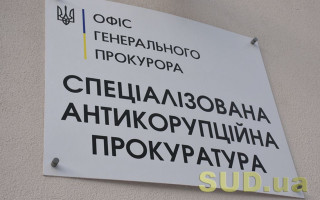 ОФІС
ГЕНЕРАЛЬНОГО
ПРОКУРОРА
СПЕЦІАЛІЗОВАНА
АНТИКОРУПЦІЙНА
ПРОКУРАТУРА
SUD.ua